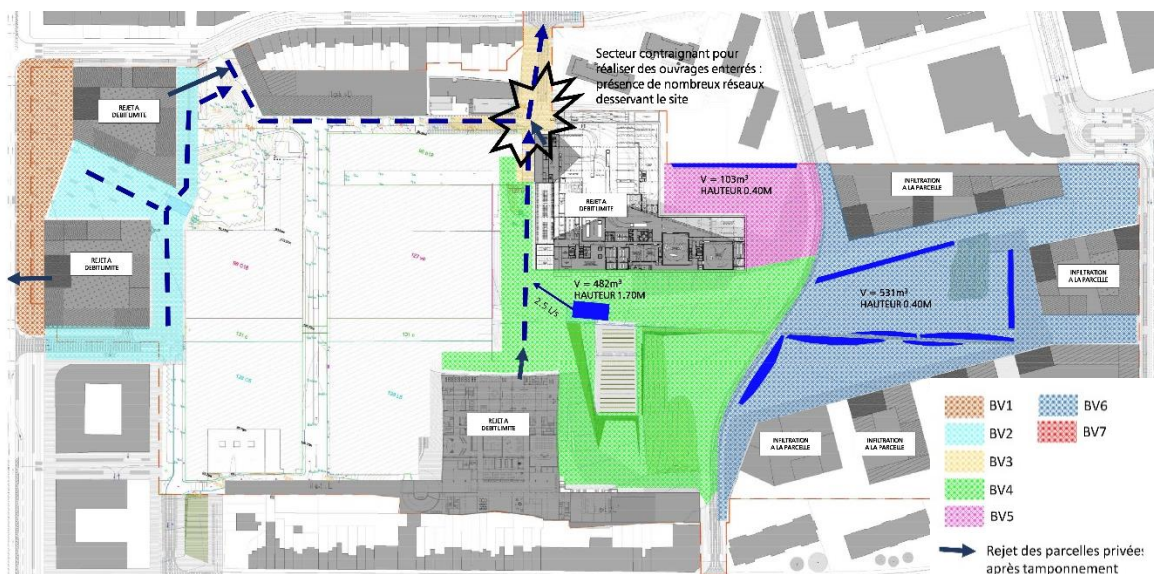 Secteur contraignant pour
réaliser des ouvrages enterrés :
présence de nombreux réseaux
desservant le site
REJET A
DEBIT LIMITE
V = 103m³
HAUTEUR 0.40M
INFILTRATION
A LA PARCELLE
REJET A
DEBIT LIMITE
REJET A
DEBIT LIMITE
INFILTRATION
A LA PARCELLE
V = 482m³
HAUTEUR 1.70M
V = 531m³
HAUTEUR 0.40M
2.5 L/s
REJET A
DEBIT LIMITE
INFILTRATION
A LA PARCELLE
INFILTRATION
A LA PARCELLE
BV1
BV2
BV3
BV4
BV5
BV6
BV7
Rejet des parcelles privées
après tamponnement